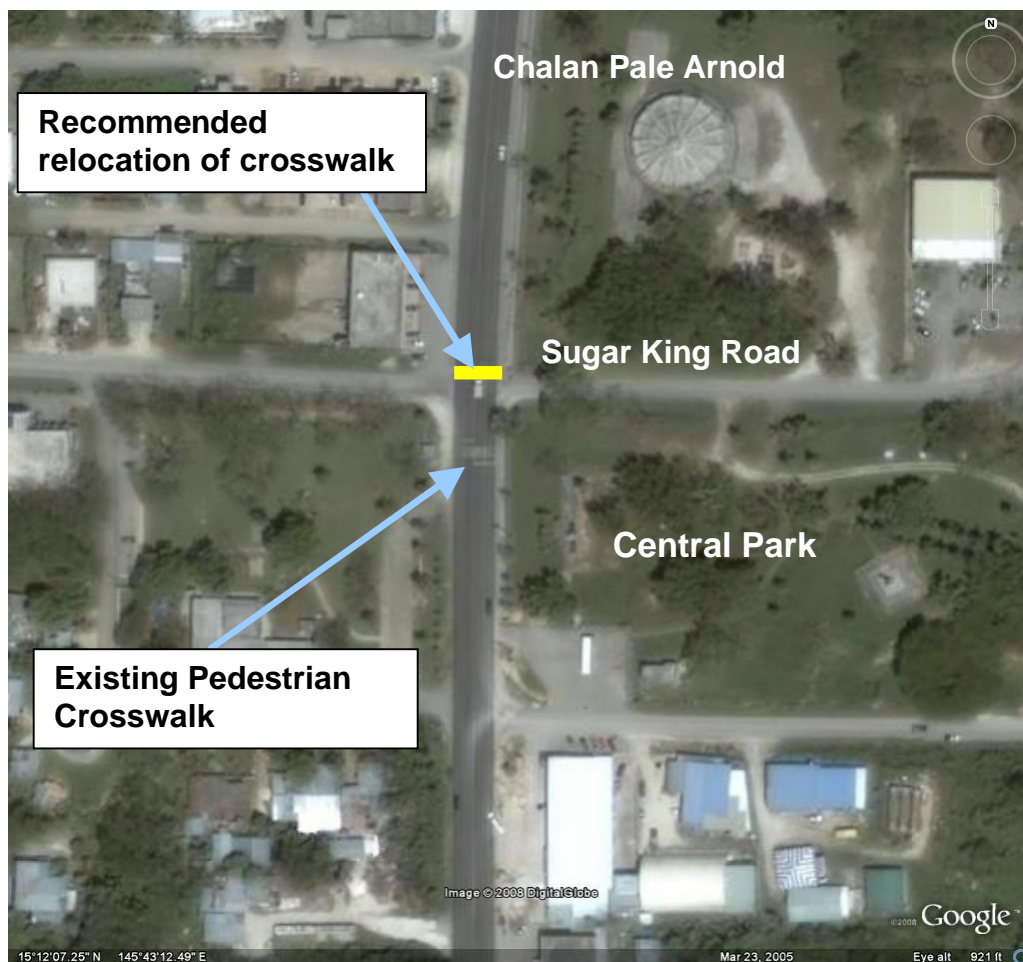 N
Chalan Pale Arnold
Recommended
relocation of crosswalk
Sugar King Road
Central Park
Existing Pedestrian
Crosswalk
Image © 2008 DigitalGlobe
©2008 Google™
15°12'07.25" N 145°43'12.49" E Mar 23, 2005 Eye alt 921 ft